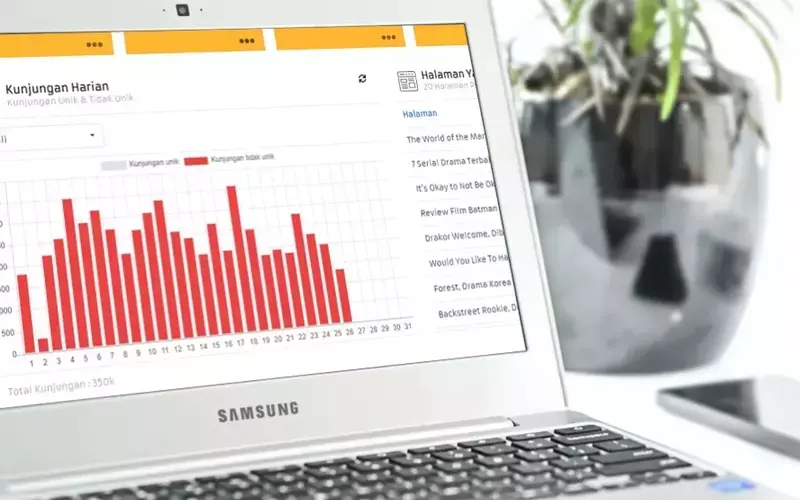 Kunjungan Harian
Kunjungan Unik & Tidak Unik
Kunjungan unik
Kunjungan tidak unik
500
0
1 2 3 4 5 6 7 8 9 10 11 12 13 14 15 16 17 18 19 20 21 22 23 24 25 26 27 28 29 30 31
Total Kunjungan : 350k
Halaman Ya
20 Halaman P
Halaman
The World of the Mar
7 Serial Drama Terba
It's Okay to Not Be Ok
Review Film Batman
Drakor Welcome, Dib
Would You Like To Ha
Forest, Drama Korea
Backstreet Rookie, D
SAMSUNG